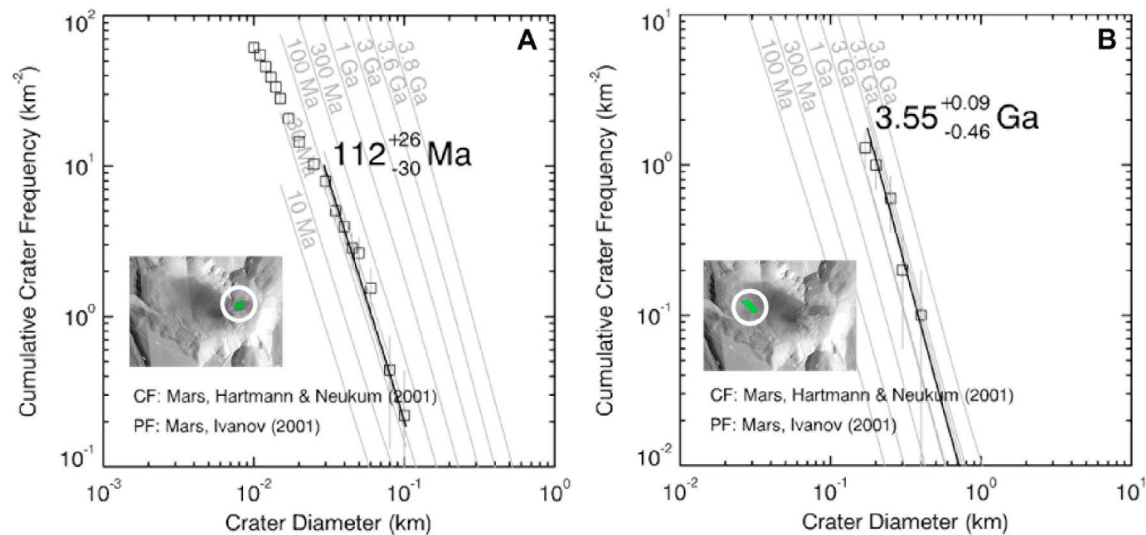 A
10²
10¹
10⁰
10⁻¹
Cumulative Crater Frequency (km⁻²)
10 Ma
30 Ma
100 Ma
300 Ma
1 Ga
3 Ga
3.6 Ga
3.8 Ga
112 +26 -30 Ma
CF: Mars, Hartmann & Neukum (2001)
PF: Mars, Ivanov (2001)
10⁻³ 10⁻² 10⁻¹ 10⁰
Crater Diameter (km)
B
10¹
10⁰
10⁻¹
10⁻²
Cumulative Crater Frequency (km⁻²)
100 Ma
300 Ma
1 Ga
3 Ga
3.6 Ga
3.8 Ga
3.55 +0.09 -0.46 Ga
CF: Mars, Hartmann & Neukum (2001)
PF: Mars, Ivanov (2001)
10⁻² 10⁻¹ 10⁰ 10¹
Crater Diameter (km)